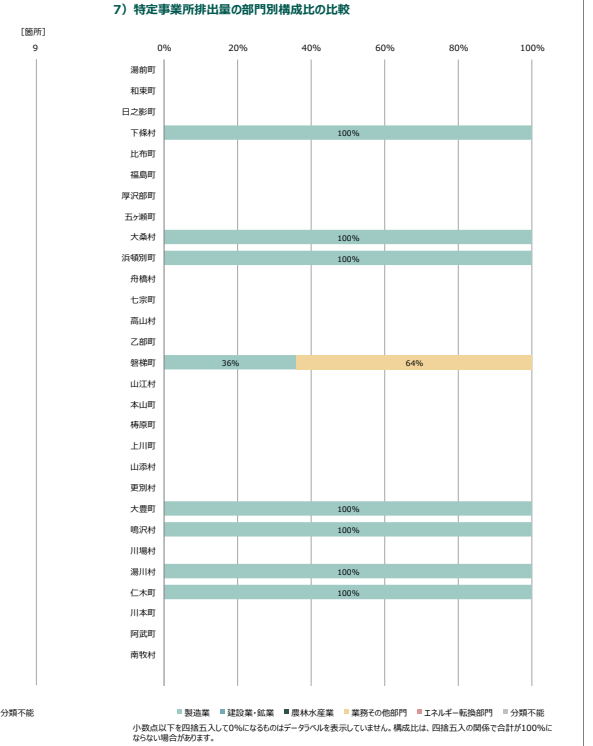 7）特定事業所排出量の部門別構成比の比較
[箇所]
9
0% 20% 40% 60% 80% 100%
湯前町
和束町
日之影町
下條村 100%
比布町
福島町
厚沢部町
五ヶ瀬町
大桑村 100%
浜頓別町 100%
舟橋村
七宗町
高山村
乙部町
磐梯町 36% 64%
山江村
本山町
梼原町
上川町
山添村
更別村
大豊町 100%
鳴沢村 100%
川場村
湯川村 100%
仁木町 100%
川本町
阿武町
南牧村
分類不能
製造業 建設業・鉱業 農林水産業 業務その他部門 エネルギー転換部門 分類不能
小数点以下を四捨五入して0%になるものはデータラベルを表示していません。構成比は、四捨五入の関係で合計が100%に
ならない場合があります。